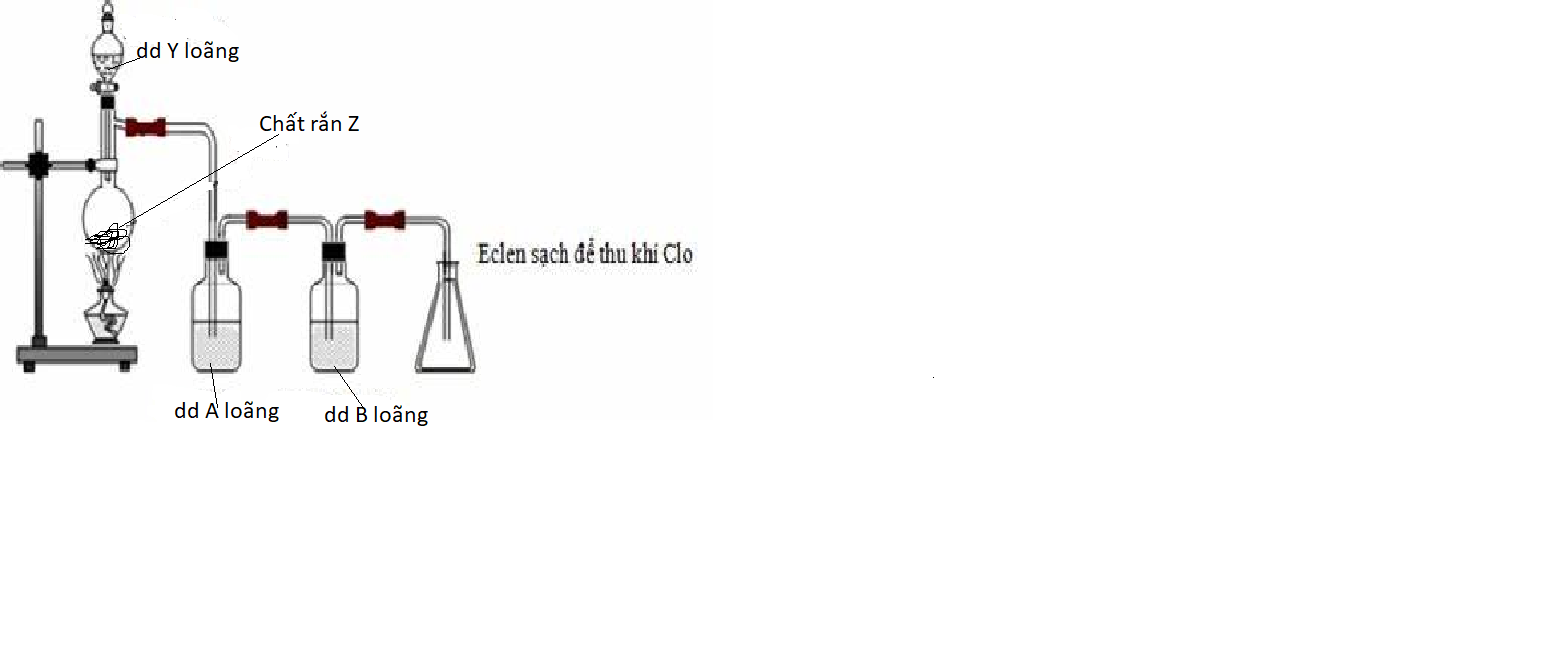 dd Y loãng
Chất rắn Z
Eclen sạch để thu khí Clo
dd A loãng
dd B loãng